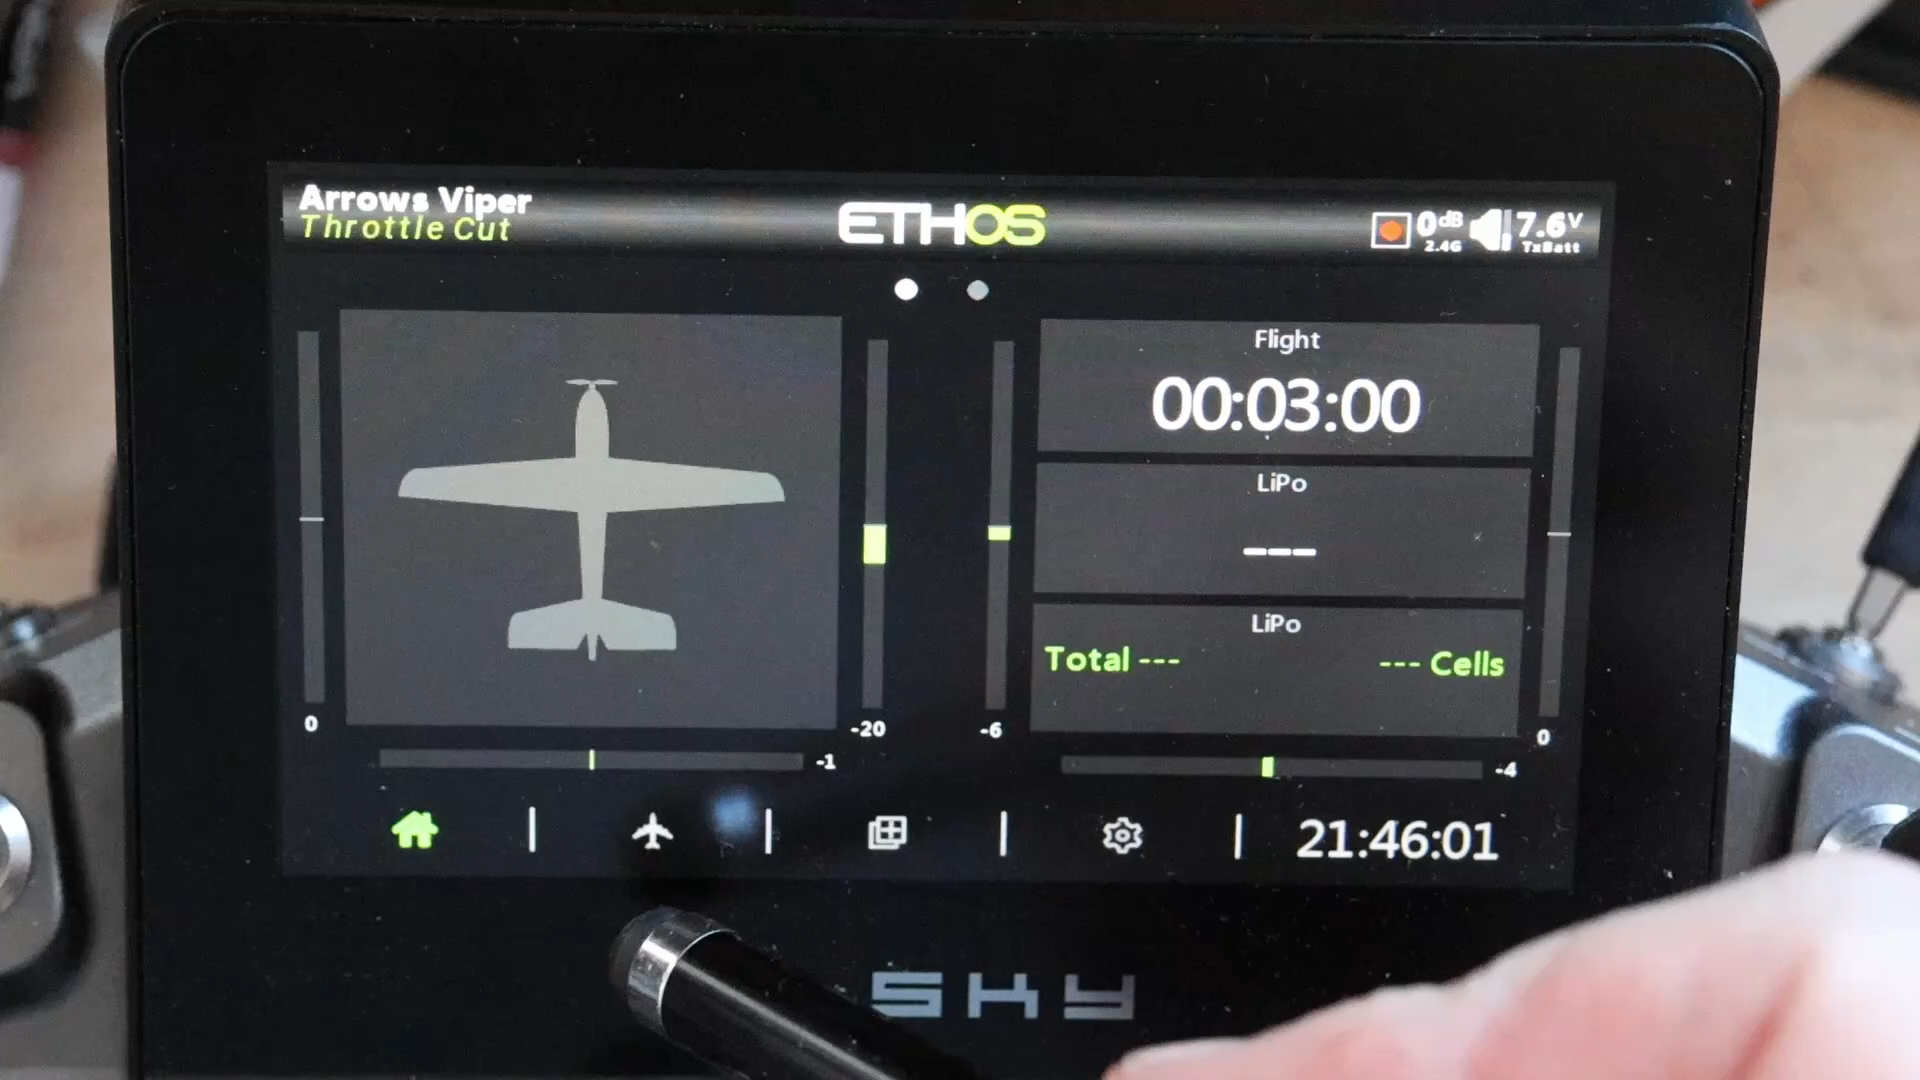 Arrows Viper
Throttle Cut
ETHOS
0dB
2.4G
7.6V
TxBatt
Flight
00:03:00
LiPo
---
LiPo
Total --- --- Cells
0
-20
-6
0
-1
-4
21:46:01
SKY